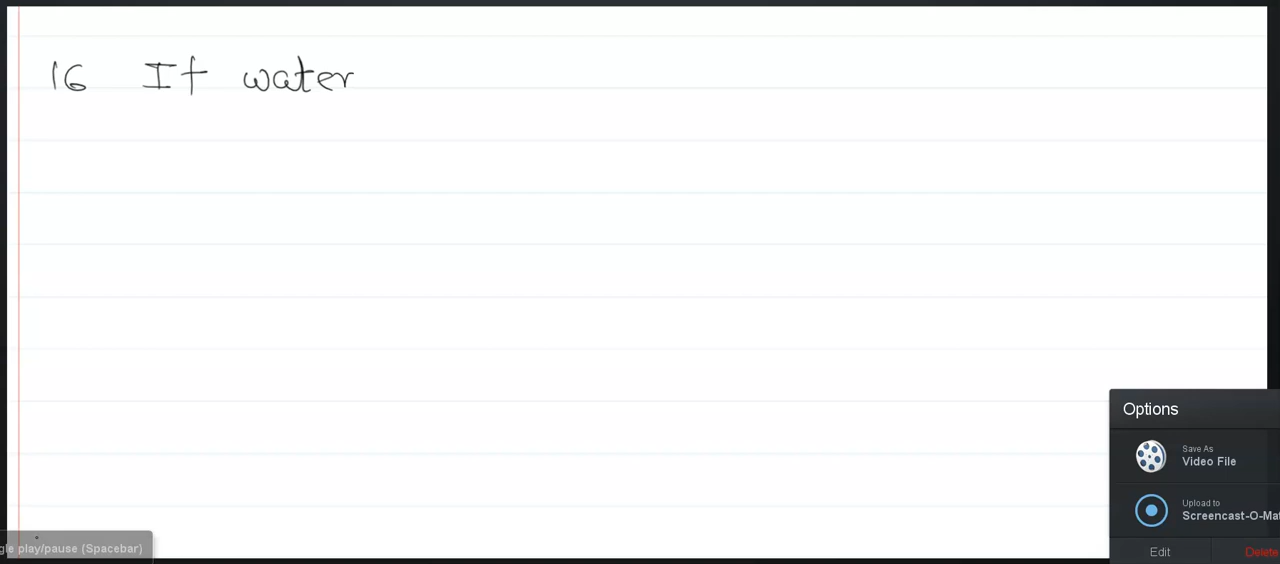 16 If water
Options
Save As
Video File
Upload to
Screencast-O-Mat
gle play/pause (Spacebar)
Edit Delete